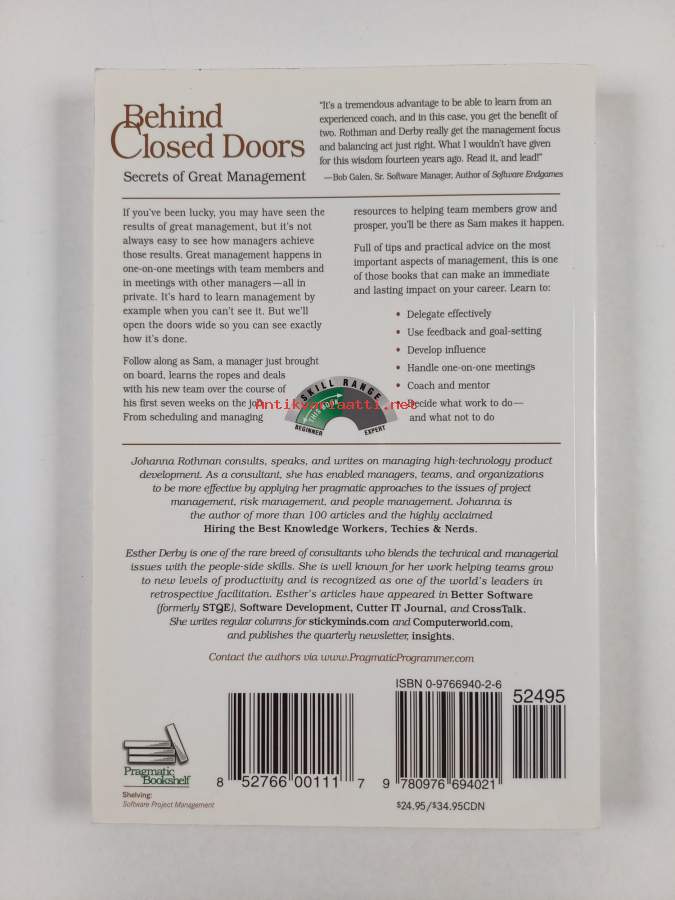 Behind
Closed Doors
Secrets of Great Management
"It's a tremendous advantage to be able to learn from an
experienced coach, and in this case, you get the benefit of
two. Rothman and Derby really get the management focus
and balancing act just right. What I wouldn't have given
for this wisdom fourteen years ago. Read it, and lead!"
—Bob Galen, Sr. Software Manager, Author of Software Endgames
If you've been lucky, you may have seen the
results of great management, but it's not
always easy to see how managers achieve
those results. Great management happens in
one-on-one meetings with team members and
in meetings with other managers—all in
private. It's hard to learn management by
example when you can't see it. But we'll
open the doors wide so you can see exactly
how it's done.
Follow along as Sam, a manager just brought
on board, learns the ropes and deals
with his new team over the course of
his first seven weeks on the job.
From scheduling and managing
resources to helping team members grow and
prosper, you'll be there as Sam makes it happen.
Full of tips and practical advice on the most
important aspects of management, this is one
of those books that can make an immediate
and lasting impact on your career. Learn to:
• Delegate effectively
• Use feedback and goal-setting
• Develop influence
• Handle one-on-one meetings
• Coach and mentor
• Decide what work to do—
and what not to do
SKILL RANGE
THIS BOOK
BEGINNER
EXPERT
Antikvariaatti.net
Johanna Rothman consults, speaks, and writes on managing high-technology product
development. As a consultant, she has enabled managers, teams, and organizations
to be more effective by applying her pragmatic approaches to the issues of project
management, risk management, and people management. Johanna is
the author of more than 100 articles and the highly acclaimed
Hiring the Best Knowledge Workers, Techies & Nerds.
Esther Derby is one of the rare breed of consultants who blends the technical and managerial
issues with the people-side skills. She is well known for her work helping teams grow
to new levels of productivity and is recognized as one of the world's leaders in
retrospective facilitation. Esther's articles have appeared in Better Software
(formerly STQE), Software Development, Cutter IT Journal, and CrossTalk.
She writes regular columns for stickyminds.com and Computerworld.com,
and publishes the quarterly newsletter, insights.
Contact the authors via www.PragmaticProgrammer.com
Pragmatic
Bookshelf
Shelving:
Software Project Management
8 52766 00111 7
ISBN 0-9766940-2-6
52495
9 780976 694021
$24.95/$34.95CDN